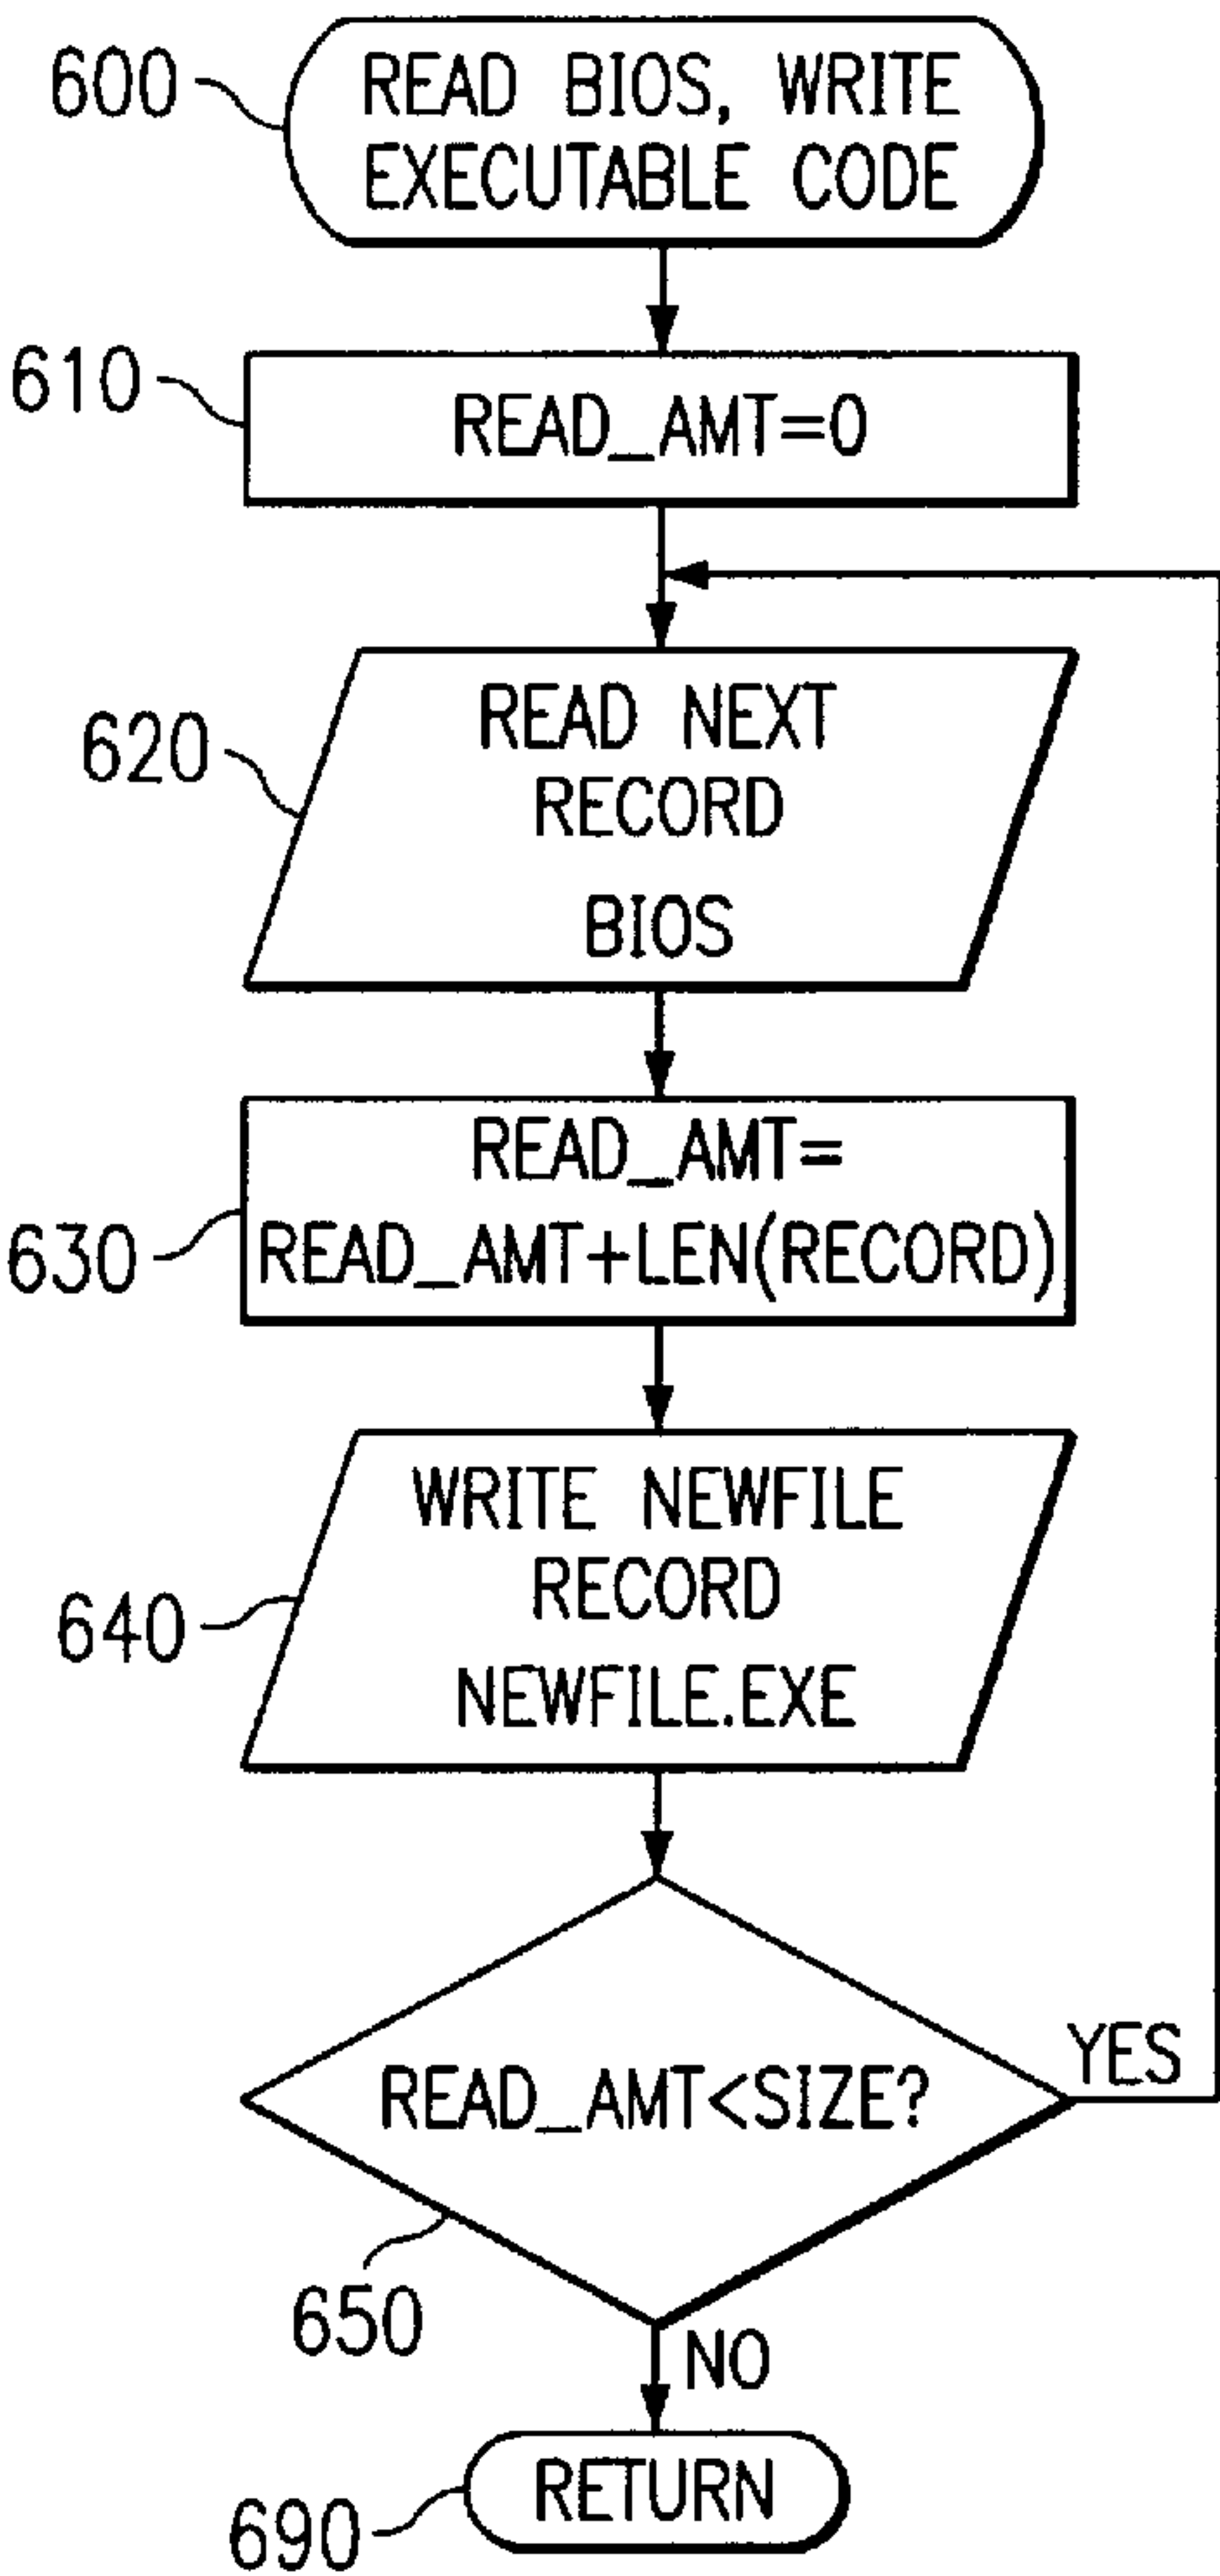 600
READ BIOS, WRITE
EXECUTABLE CODE
610
READ_AMT=0
620
READ NEXT
RECORD
BIOS
630
READ_AMT=
READ_AMT+LEN(RECORD)
640
WRITE NEWFILE
RECORD
NEWFILE.EXE
READ_AMT<SIZE?
YES
650
NO
690
RETURN